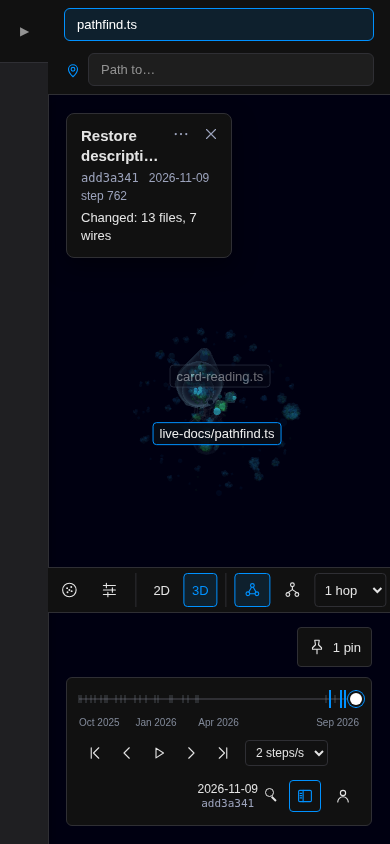 pathfind.ts
Path to…
Restore
descripti…
add3a341 2026-11-09
step 762
Changed: 13 files, 7
wires
card-reading.ts
live-docs/pathfind.ts
2D 3D 1 hop
1 pin
Oct 2025 Jan 2026 Apr 2026 Sep 2026
2 steps/s
2026-11-09
add3a341